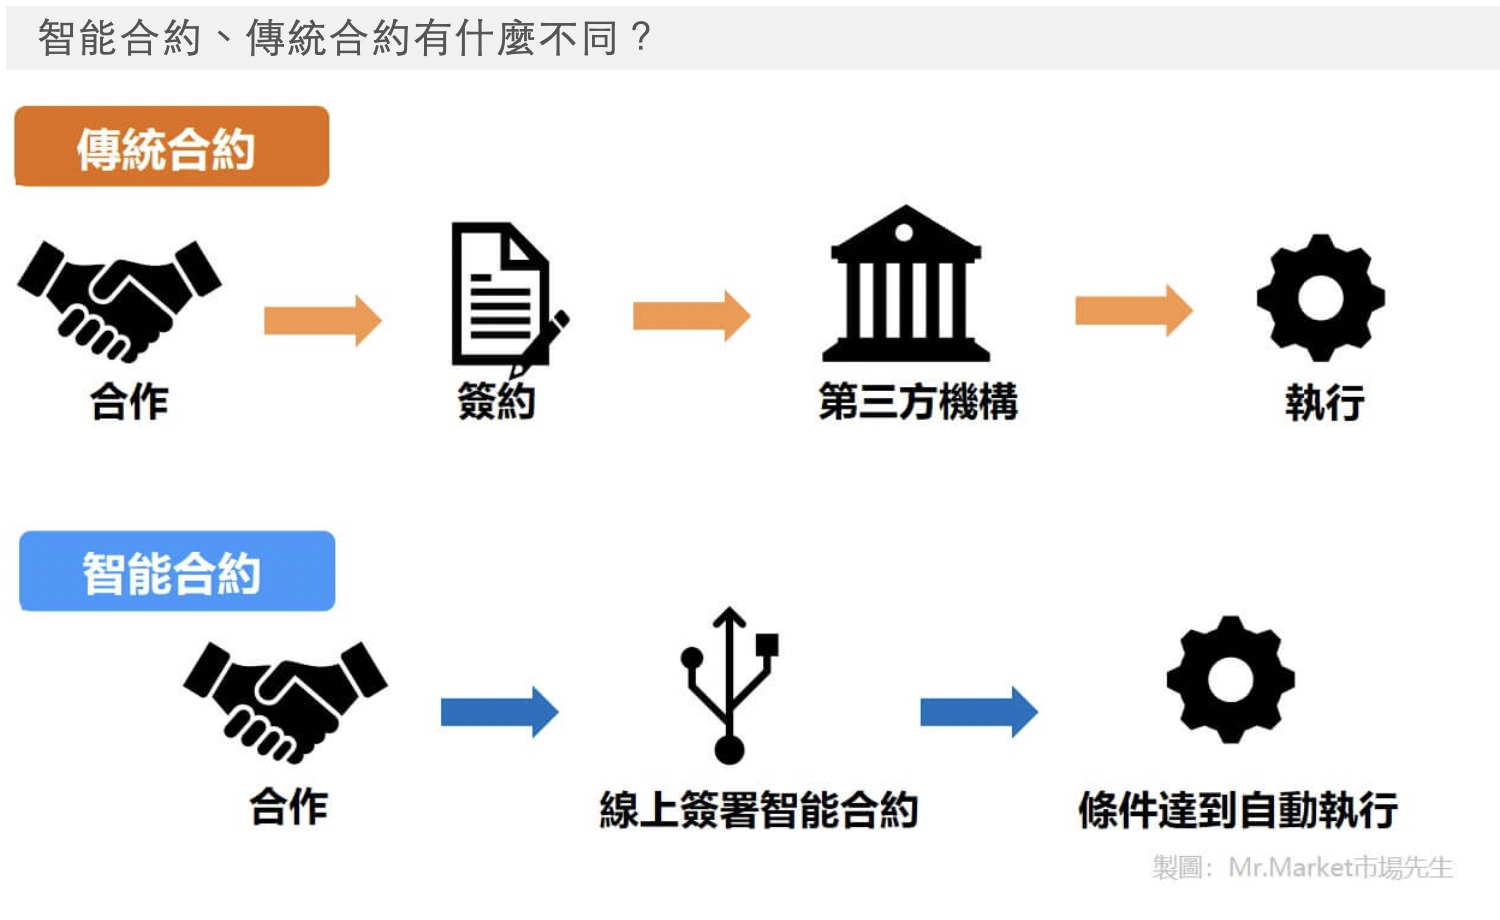 智能合約、傳統合約有什麼不同？
傳統合約
合作
簽約
第三方機構
執行
智能合約
合作
線上簽署智能合約
條件達到自動執行
製圖：Mr.Market市場先生